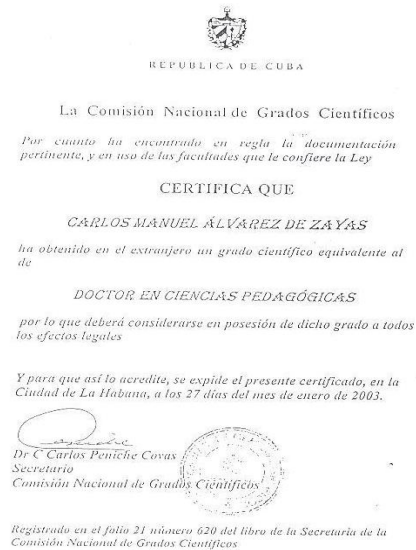 REPUBLICA DE CUBA
La Comisión Nacional de Grados Científicos
Por cuanto ha encontrado en regla la documentación
pertinente, y en uso de las facultades que le confiere la Ley
CERTIFICA QUE
CARLOS MANUEL ÁLVAREZ DE ZAYAS
ha obtenido en el extranjero un grado científico equivalente al
de
DOCTOR EN CIENCIAS PEDAGÓGICAS
por lo que deberá considerarse en posesión de dicho grado a todos
los efectos legales
Y para que así lo acredite, se expide el presente certificado, en la
Ciudad de La Habana, a los 27 días del mes de enero de 2003.
Dr C Carlos Peniche Covas
Secretario
Comisión Nacional de Grados Científicos
Registrado en el folio 21 número 620 del libro de la Secretaría de la
Comisión Nacional de Grados Científicos